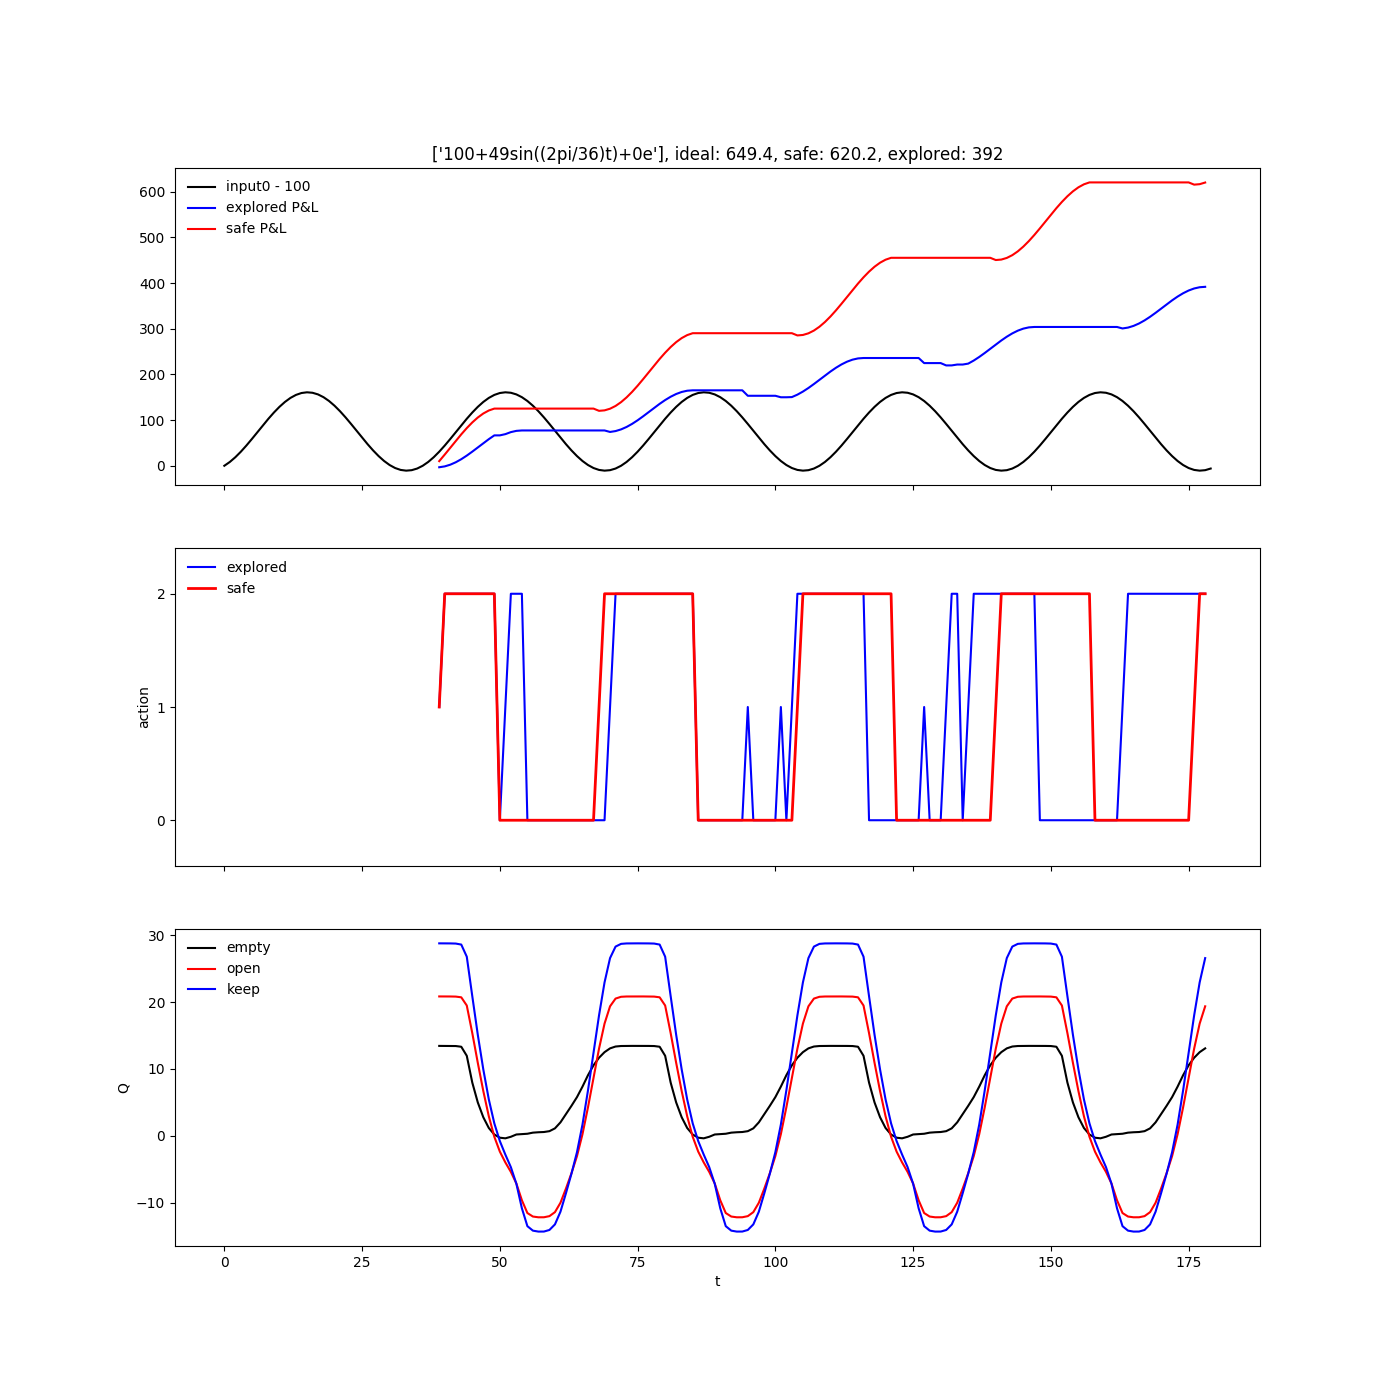 ['100+49sin((2pi/36)t)+0e'], ideal: 649.4, safe: 620.2, explored: 392
input0 - 100
explored P&L
safe P&L
600
500
400
300
200
100
0
explored
safe
2
1
0
action
empty
open
keep
30
20
10
0
−10
Q
0 25 50 75 100 125 150 175
t